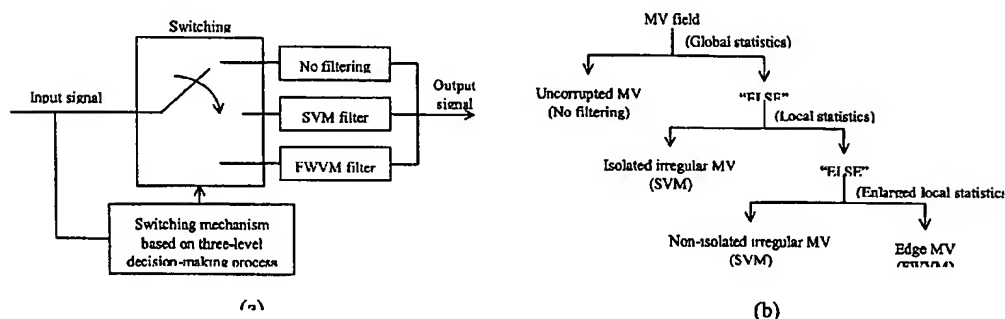 Switching
Input signal
No filtering
SVM filter
FWVM filter
Output
signal
Switching mechanism
based on three-level
decision-making process
(a)
MV field
(Global statistics)
Uncorrupted MV
(No filtering)
"ELSE"
(Local statistics)
Isolated irregular MV
(SVM)
"ELSE"
(Enlarged local statistics
Non-isolated irregular MV
(SVM)
Edge MV
(FWVM)
(b)